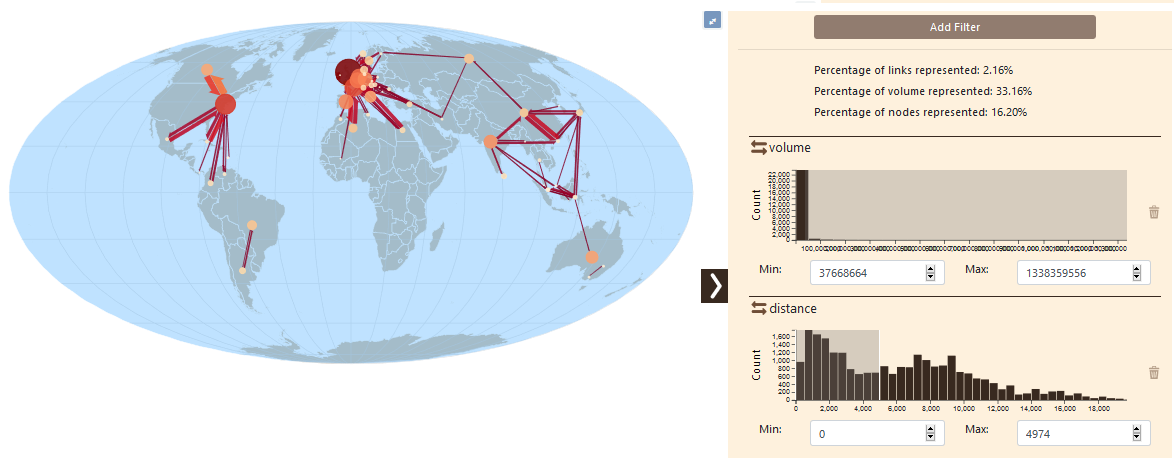 Add Filter
Percentage of links represented: 2.16%
Percentage of volume represented: 33.16%
Percentage of nodes represented: 16.20%
volume
Count
22,000
20,000
18,000
16,000
14,000
12,000
10,000
8,000
6,000
4,000
2,000
0
Min: 37668664 Max: 1338359556
distance
Count
1,600
1,400
1,200
1,000
800
600
400
200
0
0 2,000 4,000 6,000 8,000 10,000 12,000 14,000 16,000 18,000
Min: 0 Max: 4974